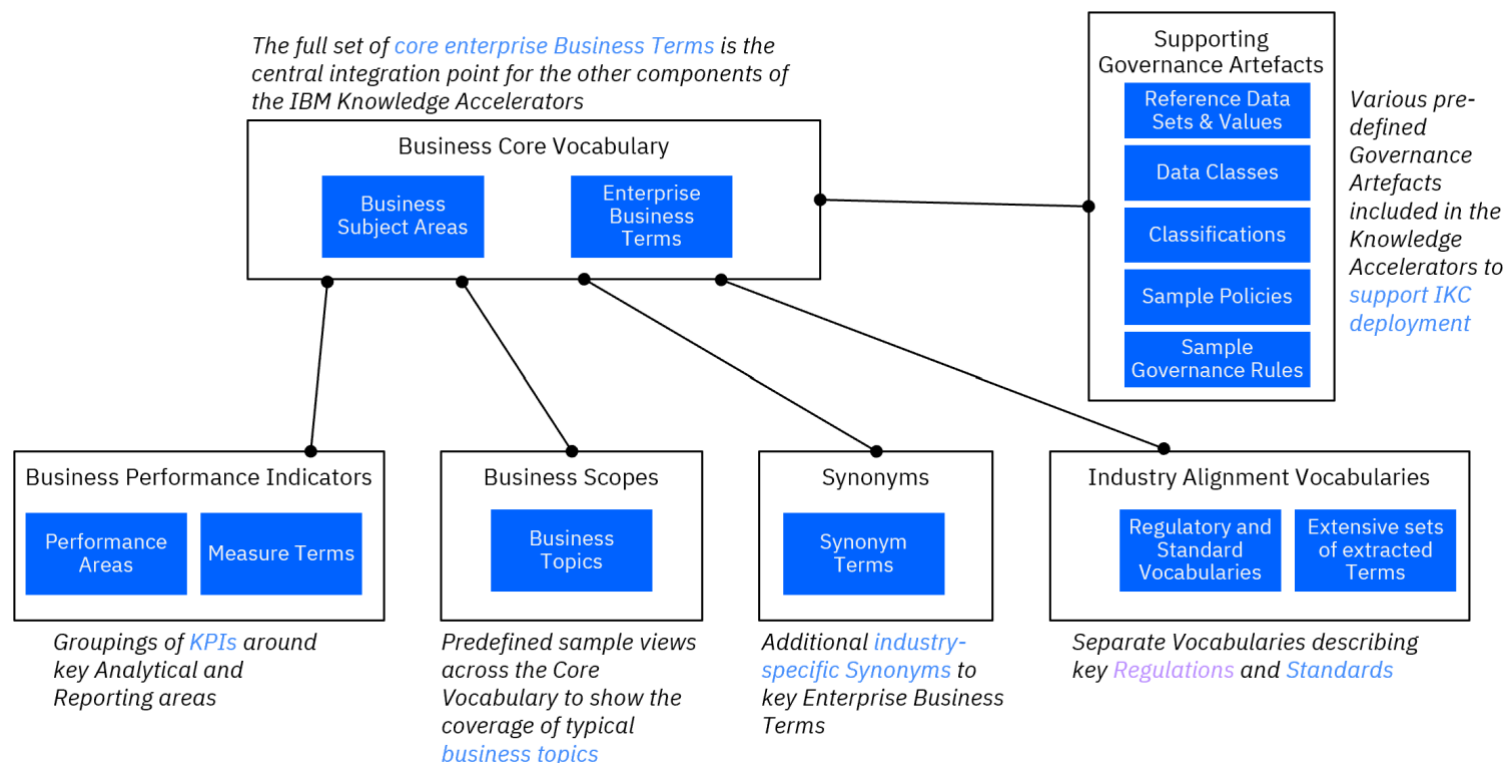 The full set of core enterprise Business Terms is the
central integration point for the other components of
the IBM Knowledge Accelerators
Business Core Vocabulary
Business
Subject Areas
Enterprise
Business
Terms
Supporting
Governance Artefacts
Reference Data
Sets & Values
Data Classes
Classifications
Sample Policies
Sample
Governance Rules
Various pre-
defined
Governance
Artefacts
included in the
Knowledge
Accelerators to
support IKC
deployment
Business Performance Indicators
Performance
Areas
Measure Terms
Groupings of KPIs around
key Analytical and
Reporting areas
Business Scopes
Business
Topics
Predefined sample views
across the Core
Vocabulary to show the
coverage of typical
business topics
Synonyms
Synonym
Terms
Additional industry-
specific Synonyms to
key Enterprise Business
Terms
Industry Alignment Vocabularies
Regulatory and
Standard
Vocabularies
Extensive sets
of extracted
Terms
Separate Vocabularies describing
key Regulations and Standards